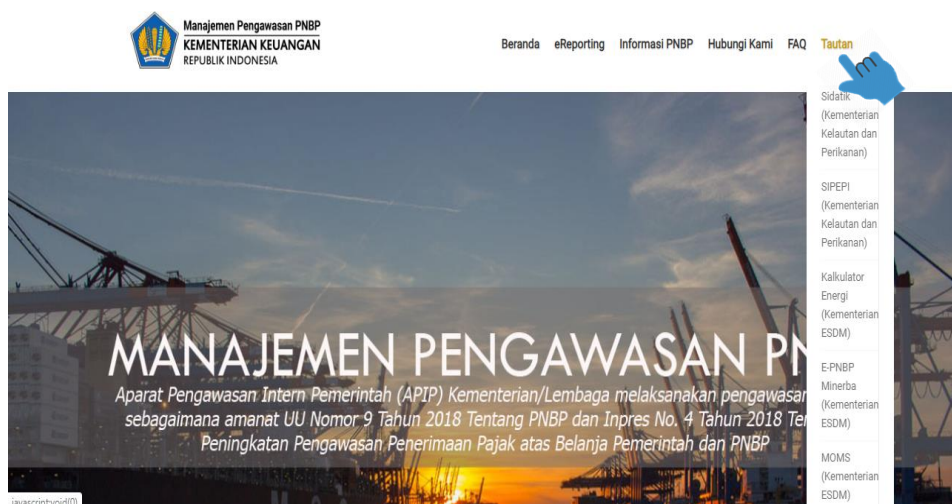 Manajemen Pengawasan PNBP
KEMENTERIAN KEUANGAN
REPUBLIK INDONESIA
Beranda eReporting Informasi PNBP Hubungi Kami FAQ Tautan
Sidatik
(Kementerian
Kelautan dan
Perikanan)
SIPEPI
(Kementerian
Kelautan dan
Perikanan)
Kalkulator
Energi
(Kementerian
ESDM)
E-PNBP
Minerba
(Kementerian
ESDM)
MOMS
(Kementerian
ESDM)
MANAJEMEN PENGAWASAN PN
Aparat Pengawasan Intern Pemerintah (APIP) Kementerian/Lembaga melaksanakan pengawasan
sebagaimana amanat UU Nomor 9 Tahun 2018 Tentang PNBP dan Inpres No. 4 Tahun 2018 Ten
Peningkatan Pengawasan Penerimaan Pajak atas Belanja Pemerintah dan PNBP
javascript:void(0)